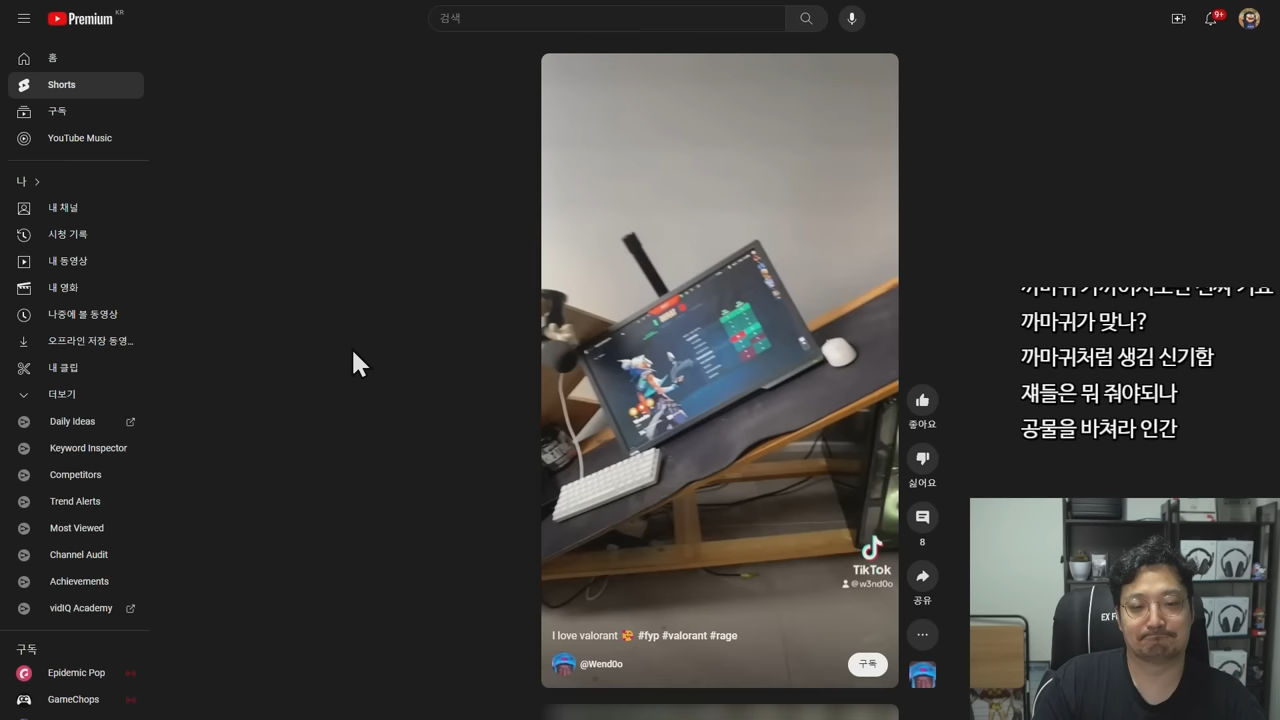 Premium KR
검색
9+
홈
Shorts
구독
YouTube Music
나
내 채널
시청 기록
내 동영상
내 영화
나중에 볼 동영상
오프라인 저장 동영...
내 클립
더보기
Daily Ideas
Keyword Inspector
Competitors
Trend Alerts
Most Viewed
Channel Audit
Achievements
vidIQ Academy
구독
Epidemic Pop
GameChops
TikTok
@w3nd0o
I love valorant 🥰 #fyp #valorant #rage
@Wend0o
구독
좋아요
싫어요
8
공유
까마귀가 맞나?
까마귀처럼 생김 신기함
쟤들은 뭐 줘야되나
공물을 바쳐라 인간